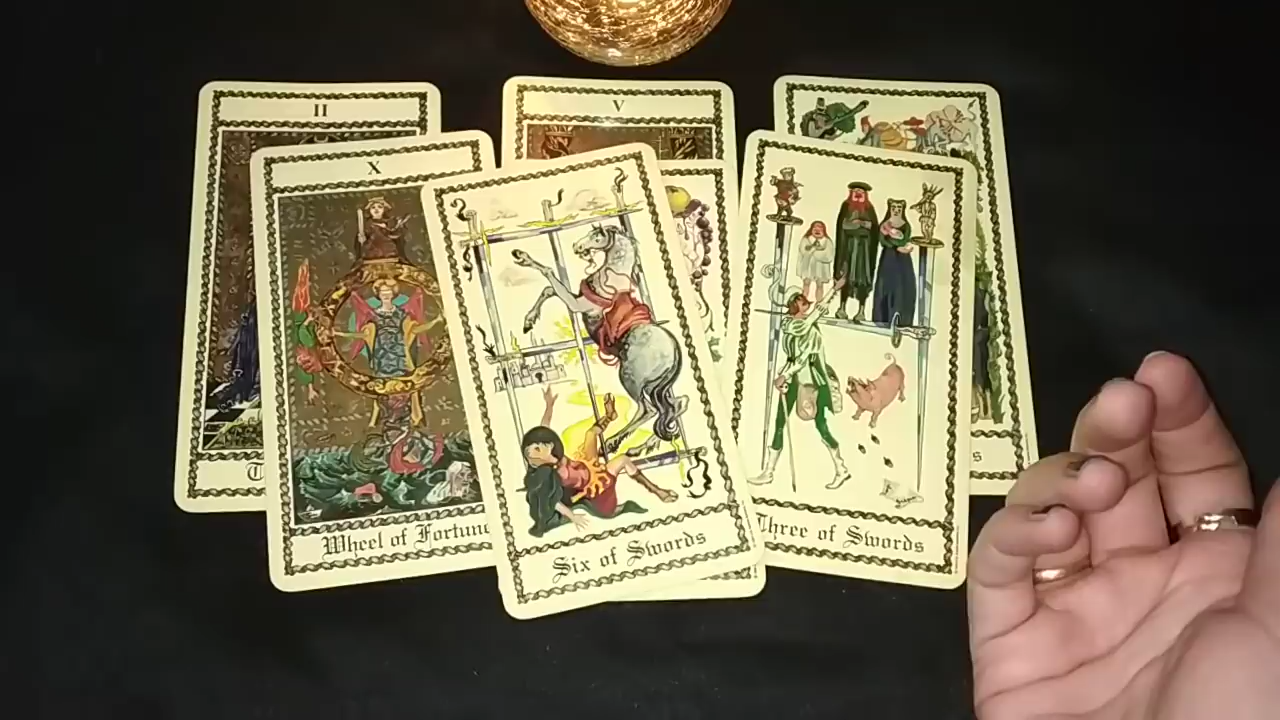 II
V
X
Wheel of Fortune
Six of Swords
Three of Swords